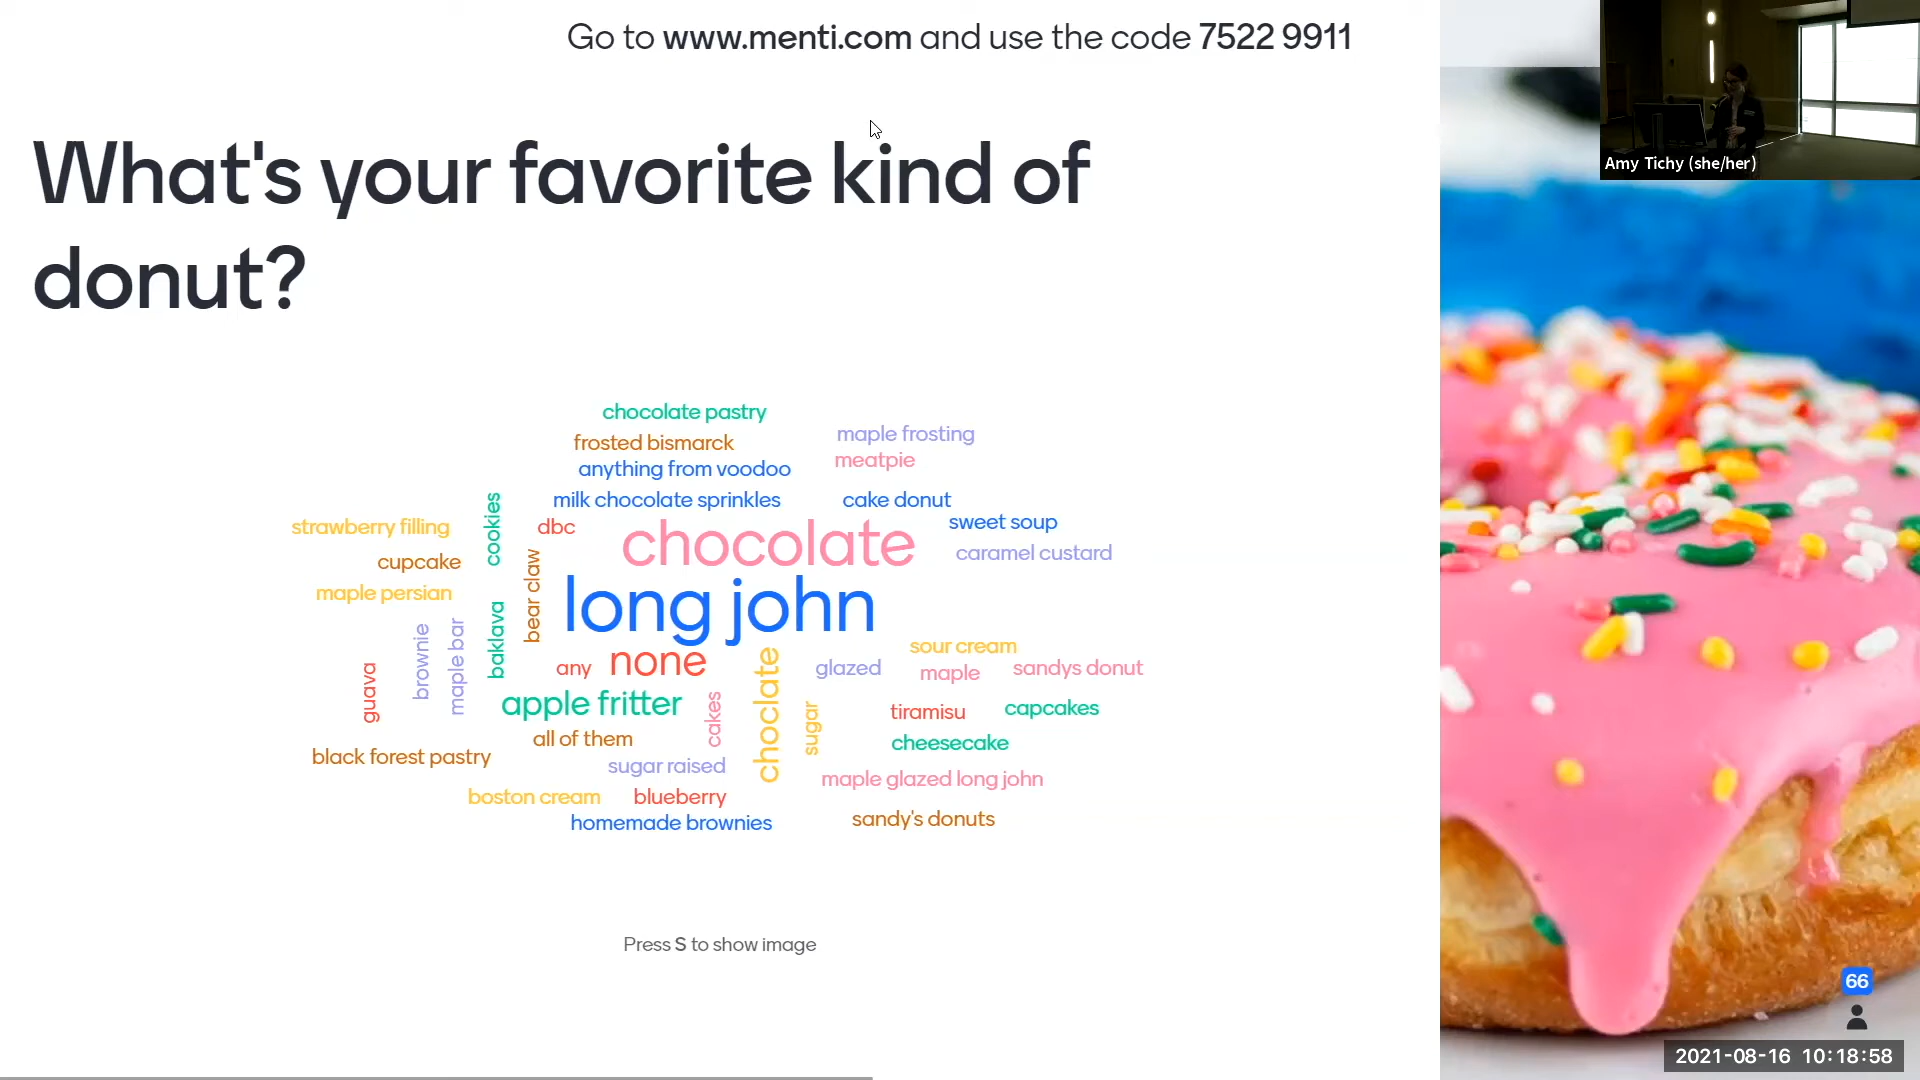 Go to www.menti.com and use the code 7522 9911
Amy Tichy (she/her)
What's your favorite kind of
donut?
chocolate pastry
maple frosting
frosted bismarck
meatpie
anything from voodoo
milk chocolate sprinkles
cake donut
cookies
strawberry filling
dbc
chocolate
sweet soup
caramel custard
cupcake
bear claw
maple persian
long john
baklava
brownie
maple bar
guava
any
none
choclate
glazed
sour cream
maple
sandys donut
apple fritter
cakes
sugar
tiramisu
capcakes
all of them
cheesecake
black forest pastry
sugar raised
maple glazed long john
boston cream
blueberry
homemade brownies
sandy's donuts
Press S to show image
66
2021-08-16 10:18:58